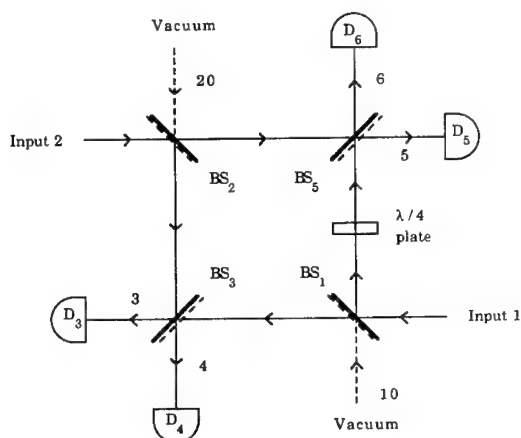 Vacuum
D6
20
6
Input 2
D5
5
BS2
BS5
λ/4
plate
BS3
BS1
D3
3
Input 1
4
10
D4
Vacuum